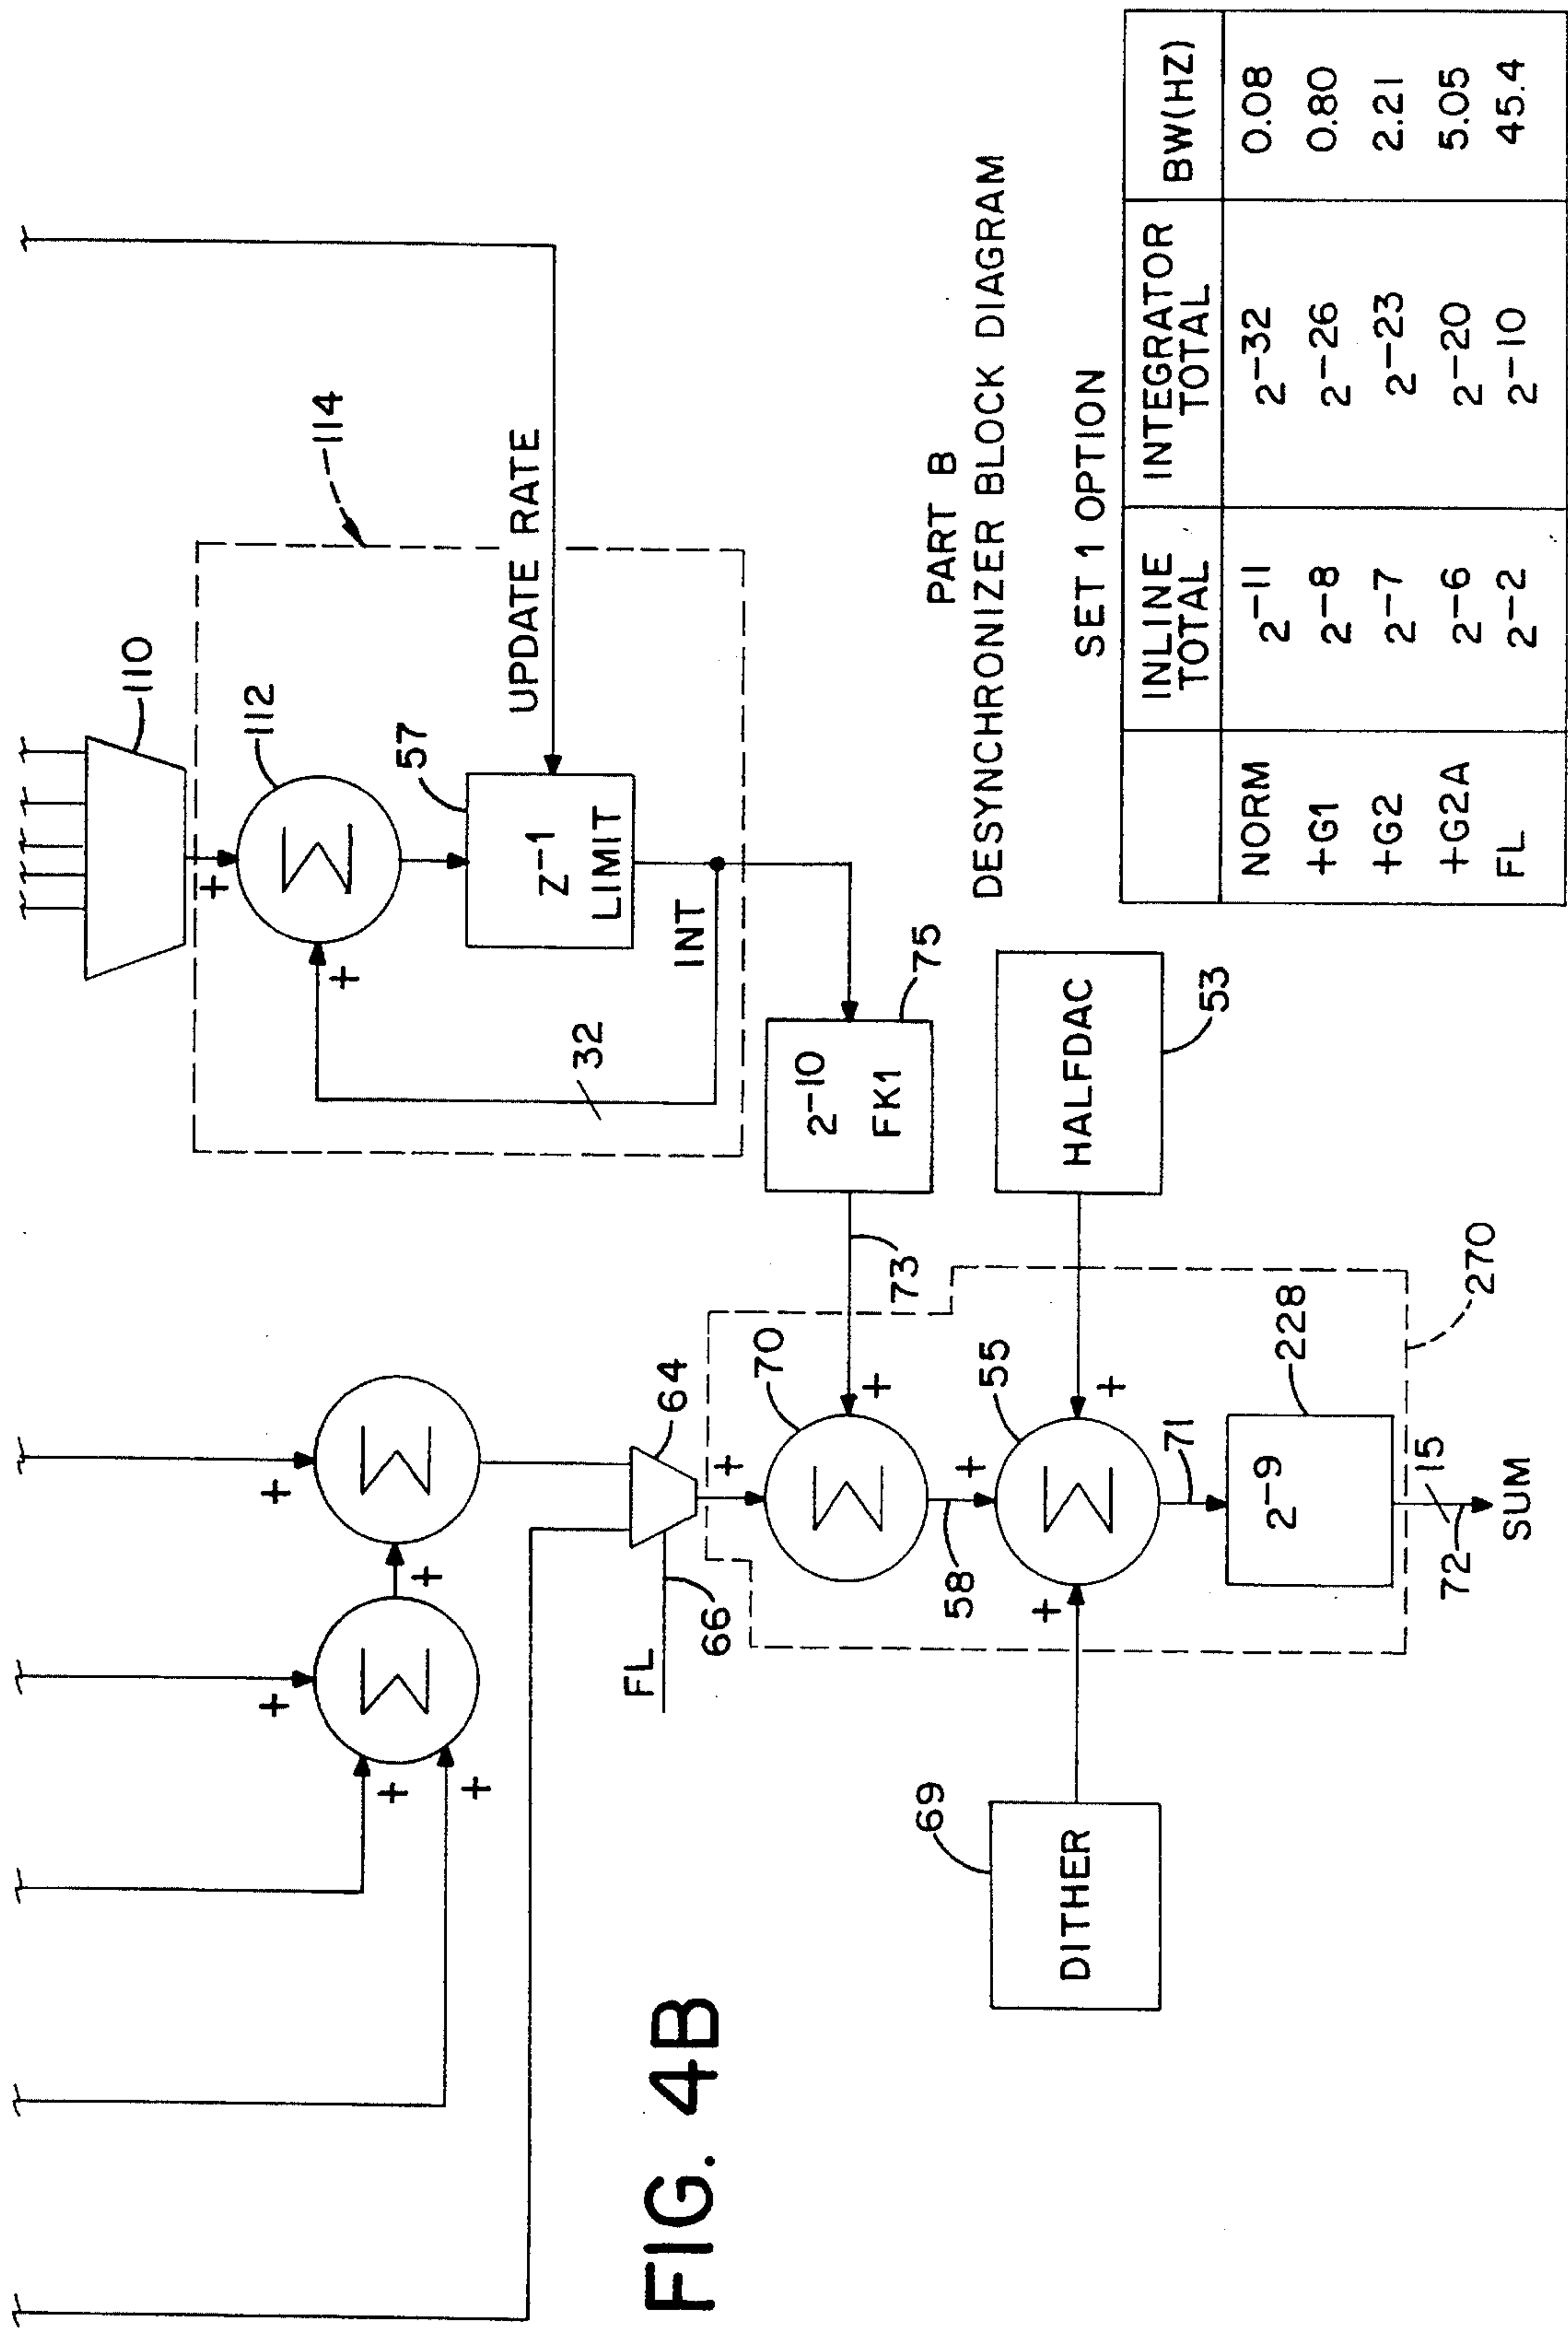 110
+
112
Σ
+
57
Z⁻¹
LIMIT
INT
32
114
UPDATE RATE
2⁻¹⁰
FK1
75
73
+
Σ
+
+
+
+
Σ
64
FL
66
+
70
Σ
+
58
+
55
Σ
+
+
71
HALFDAC
53
DITHER
69
2⁻⁹
228
270
15
72
SUM
FIG. 4B
PART B
DESYNCHRONIZER BLOCK DIAGRAM
SET 1 OPTION
INLINE TOTAL INTEGRATOR TOTAL BW(HZ)
NORM 2⁻¹¹ 2⁻³² 0.08
+G1 2⁻⁸ 2⁻²⁶ 0.80
+G2 2⁻⁷ 2⁻²³ 2.21
+G2A 2⁻⁶ 2⁻²⁰ 5.05
FL 2⁻² 2⁻¹⁰ 45.4